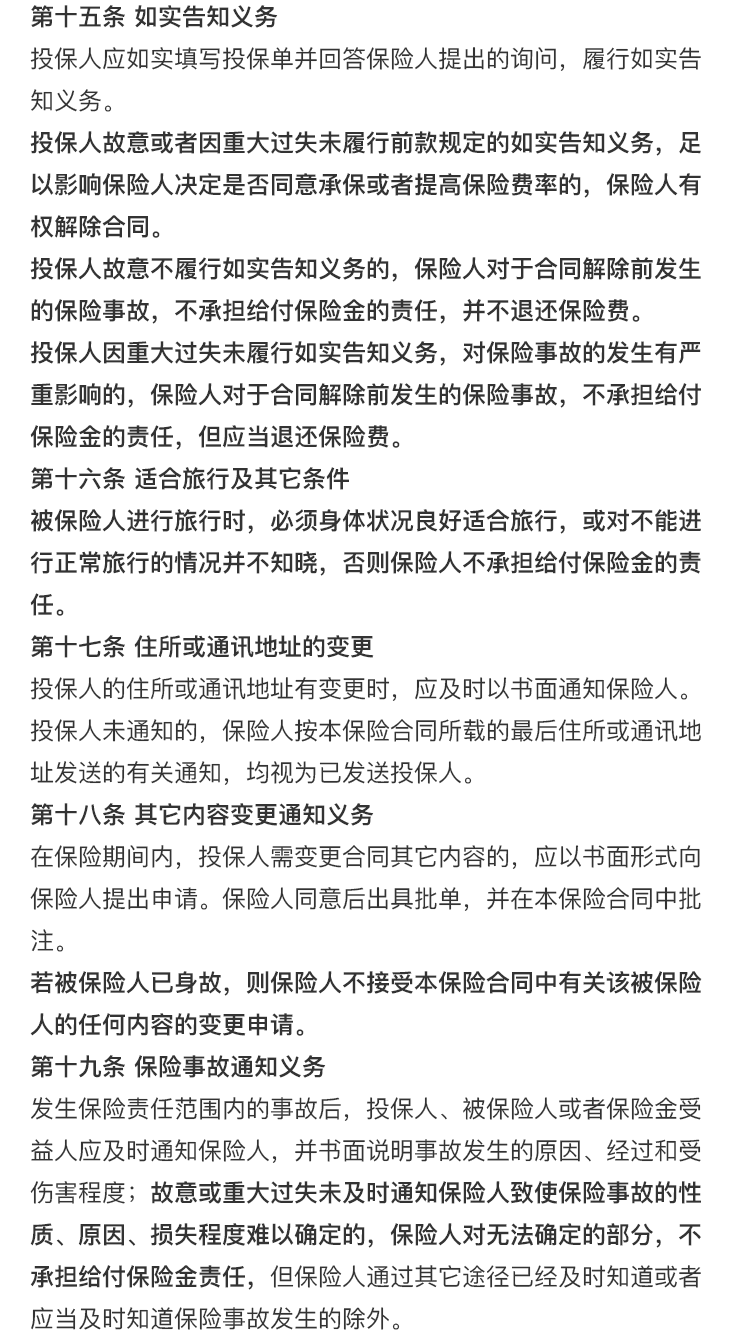 第十五条 如实告知义务
投保人应如实填写投保单并回答保险人提出的询问，履行如实告
知义务。
投保人故意或者因重大过失未履行前款规定的如实告知义务，足
以影响保险人决定是否同意承保或者提高保险费率的，保险人有
权解除合同。
投保人故意不履行如实告知义务的，保险人对于合同解除前发生
的保险事故，不承担给付保险金的责任，并不退还保险费。
投保人因重大过失未履行如实告知义务，对保险事故的发生有严
重影响的，保险人对于合同解除前发生的保险事故，不承担给付
保险金的责任，但应当退还保险费。
第十六条 适合旅行及其它条件
被保险人进行旅行时，必须身体状况良好适合旅行，或对不能进
行正常旅行的情况并不知晓，否则保险人不承担给付保险金的责
任。
第十七条 住所或通讯地址的变更
投保人的住所或通讯地址有变更时，应及时以书面通知保险人。
投保人未通知的，保险人按本保险合同所载的最后住所或通讯地
址发送的有关通知，均视为已发送投保人。
第十八条 其它内容变更通知义务
在保险期间内，投保人需变更合同其它内容的，应以书面形式向
保险人提出申请。保险人同意后出具批单，并在本保险合同中批
注。
若被保险人已身故，则保险人不接受本保险合同中有关该被保险
人的任何内容的变更申请。
第十九条 保险事故通知义务
发生保险责任范围内的事故后，投保人、被保险人或者保险金受
益人应及时通知保险人，并书面说明事故发生的原因、经过和受
伤害程度；故意或重大过失未及时通知保险人致使保险事故的性
质、原因、损失程度难以确定的，保险人对无法确定的部分，不
承担给付保险金责任，但保险人通过其它途径已经及时知道或者
应当及时知道保险事故发生的除外。